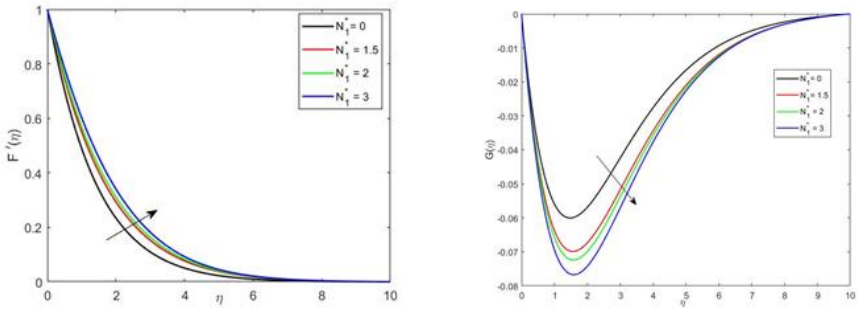 1
0.8
0.6
0.4
0.2
0
F ′(η)
N₁* = 0
N₁* = 1.5
N₁* = 2
N₁* = 3
0 2 4 6 8 10
η
0
-0.01
-0.02
-0.03
-0.04
-0.05
-0.06
-0.07
-0.08
G(η)
N₁*=0
N₁*=1.5
N₁*= 2
N₁*= 3
0 1 2 3 4 5 6 7 8 9 10
η